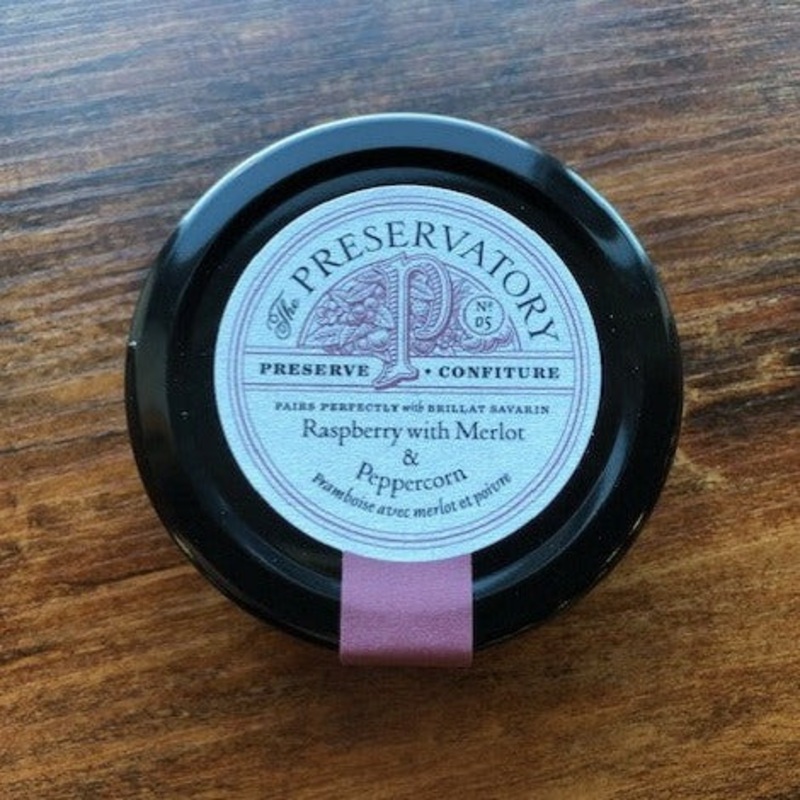 The PRESERVATORY
P
Nº
05
PRESERVE • CONFITURE
PAIRS PERFECTLY with BRILLAT SAVARIN
Raspberry with Merlot
&
Peppercorn
Framboise avec merlot et poivre